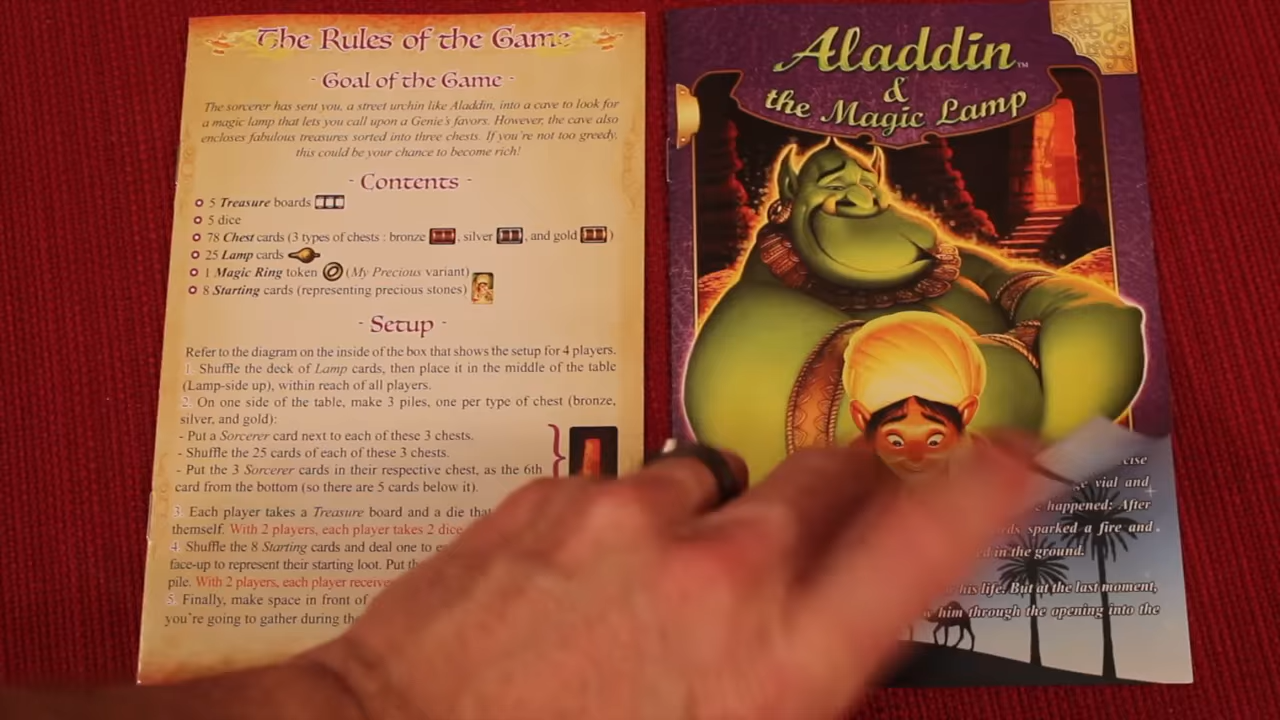 The Rules of the Game
- Goal of the Game -
The sorcerer has sent you, a street urchin like Aladdin, into a cave to look for
a magic lamp that lets you call upon a Genie's favors. However, the cave also
encloses fabulous treasures sorted into three chests. If you're not too greedy,
this could be your chance to become rich!
- Contents -
5 Treasure boards
5 dice
78 Chest cards (3 types of chests : bronze , silver , and gold )
25 Lamp cards
1 Magic Ring token (My Precious variant)
8 Starting cards (representing precious stones)
- Setup -
Refer to the diagram on the inside of the box that shows the setup for 4 players.
1. Shuffle the deck of Lamp cards, then place it in the middle of the table
(Lamp-side up), within reach of all players.
2. On one side of the table, make 3 piles, one per type of chest (bronze,
silver, and gold):
- Put a Sorcerer card next to each of these 3 chests.
- Shuffle the 25 cards of each of these 3 chests.
- Put the 3 Sorcerer cards in their respective chest, as the 6th
card from the bottom (so there are 5 cards below it).
3. Each player takes a Treasure board and a die that
themself. With 2 players, each player takes 2 dice
4. Shuffle the 8 Starting cards and deal one to
face-up to represent their starting loot. Put
pile. With 2 players, each player
5. Finally, make space in front of
you're going to gather during
Aladdin™
&
the Magic Lamp
vial and
happened: After
sparked a fire and
in the ground.
his life. But at the last moment,
him through the opening into the